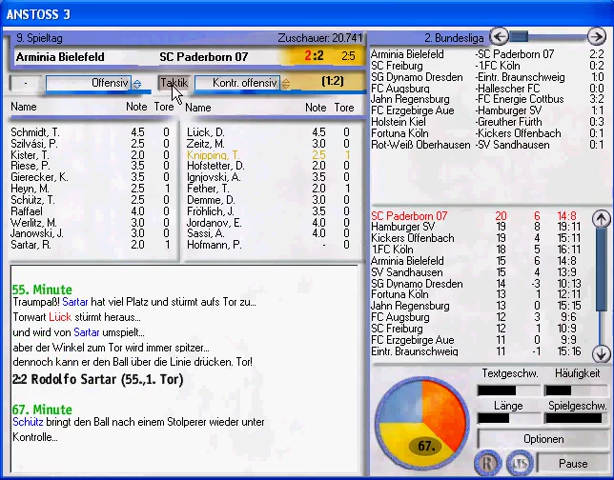 ANSTOSS 3
9. Spieltag Zuschauer: 20.741
Arminia Bielefeld SC Paderborn 07 2:2 2:5
- Offensiv Taktik Kontr. offensiv (1:2)
Name Note Tore Name Note Tore
Schmidt, T. 4.5 0 Lück, D. 4.5 0
Szilvási, P. 2.5 0 Zeitz, M. 3.0 0
Kister, T. 2.0 0 Knipping, T. 2.5 1
Riese, P. 3.5 0 Hofstetter, D. 2.0 0
Gierecker, K. 3.5 0 Ignjovski, A. 3.5 0
Heyn, M. 2.5 1 Fether, T. 2.0 1
Schütz, T. 2.5 0 Demme, D. 3.0 0
Raffael 4.0 0 Fröhlich, J. 3.5 0
Werlitz, M. 3.0 0 Jordanov, E. 4.0 0
Janowski, J. 3.0 0 Sassi, A. 4.0 0
Sartar, R. 2.0 1 Hofmann, P. - 0
55. Minute
Traumpaß! Sartar hat viel Platz und stürmt aufs Tor zu...
Torwart Lück stürmt heraus...
und wird von Sartar umspielt...
aber der Winkel zum Tor wird immer spitzer...
dennoch kann er den Ball über die Linie drücken. Tor!
2:2 Rodolfo Sartar (55.,1. Tor)
67. Minute
Schütz bringt den Ball nach einem Stolperer wieder unter
Kontrolle...
2. Bundesliga
Arminia Bielefeld -SC Paderborn 07 2:2
SC Freiburg -1.FC Köln 0:2
SG Dynamo Dresden -Eintr. Braunschweig 1:0
FC Augsburg -Hallescher FC 0:0
Jahn Regensburg -FC Energie Cottbus 3:2
FC Erzgebirge Aue -Hamburger SV 1:1
Holstein Kiel -Greuther Fürth 0:3
Fortuna Köln -Kickers Offenbach 0:1
Rot-Weiß Oberhausen -SV Sandhausen 0:1
SC Paderborn 07 20 6 14:8
Hamburger SV 19 8 19:11
Kickers Offenbach 19 4 15:11
1.FC Köln 18 5 16:11
Arminia Bielefeld 15 6 14:8
SV Sandhausen 15 4 13:9
SG Dynamo Dresden 14 -3 10:13
Fortuna Köln 13 1 12:11
Jahn Regensburg 13 0 15:15
FC Augsburg 12 3 9:6
SC Freiburg 12 1 10:9
FC Erzgebirge Aue 11 0 9:9
Eintr. Braunschweig 11 -1 15:16
67.
Textgeschw. Häufigkeit
Länge Spielgeschw.
Optionen
R LTS Pause